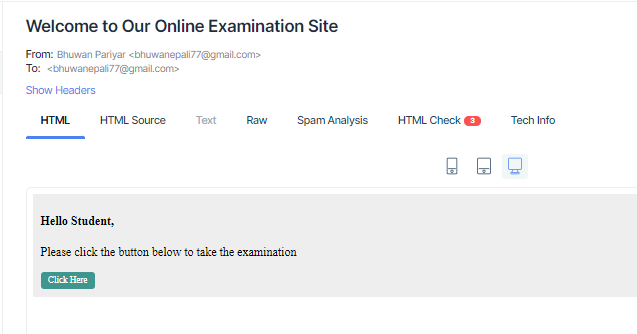 Welcome to Our Online Examination Site
From: Bhuwan Pariyar <bhuwanepali77@gmail.com>
To: <bhuwanepali77@gmail.com>
Show Headers
HTML HTML Source Text Raw Spam Analysis HTML Check 3 Tech Info
Hello Student,
Please click the button below to take the examination
Click Here